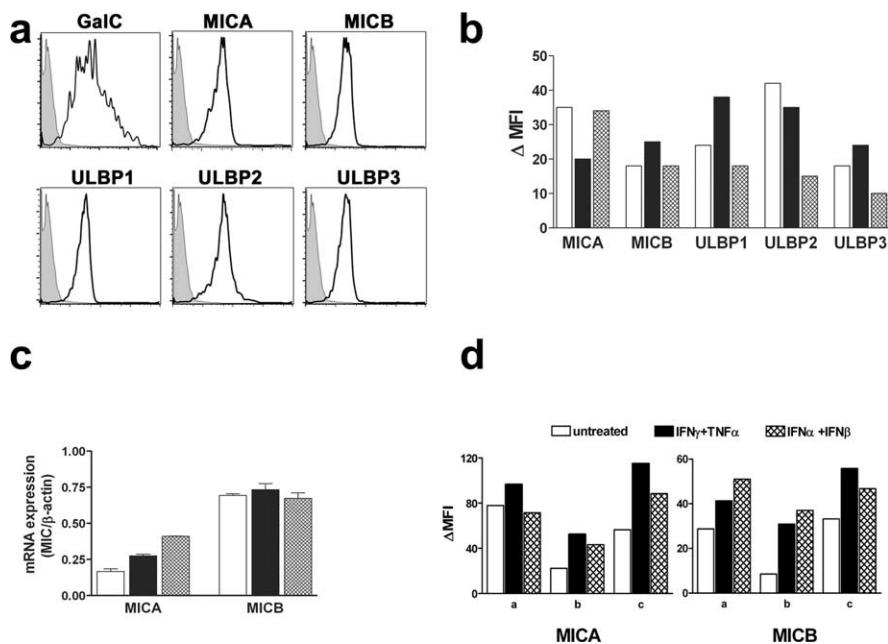 a
GalC MICA MICB
ULBP1 ULBP2 ULBP3
b
Δ MFI
50
40
30
20
10
0
MICA MICB ULBP1 ULBP2 ULBP3
c
mRNA expression
(MIC/β-actin)
1.00
0.75
0.50
0.25
0.00
MICA MICB
d
untreated IFNγ+TNFα IFNα +IFNβ
ΔMFI
120
80
40
0
a b c
MICA
60
40
20
0
a b c
MICB